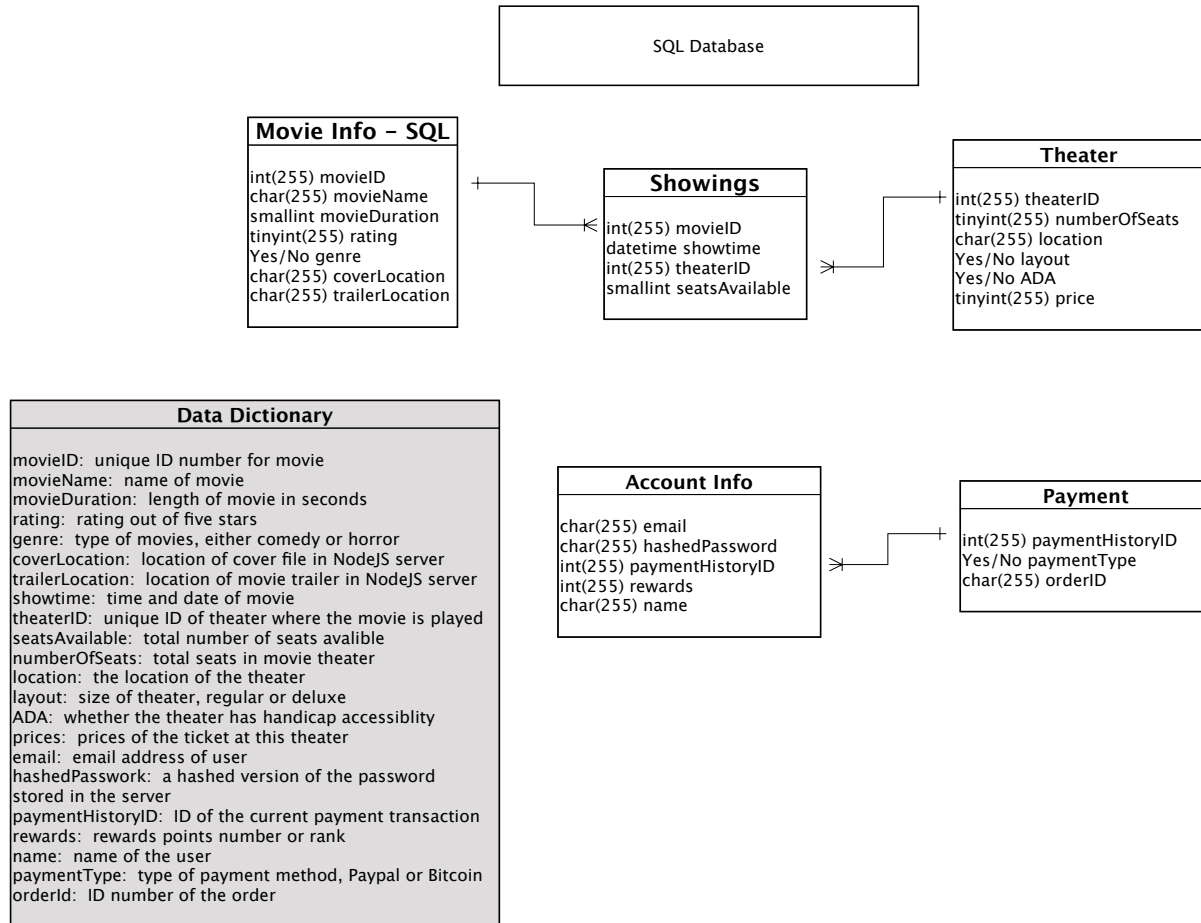 SQL Database
Movie Info – SQL
int(255) movieID
char(255) movieName
smallint movieDuration
tinyint(255) rating
Yes/No genre
char(255) coverLocation
char(255) trailerLocation
Showings
int(255) movieID
datetime showtime
int(255) theaterID
smallint seatsAvailable
Theater
int(255) theaterID
tinyint(255) numberOfSeats
char(255) location
Yes/No layout
Yes/No ADA
tinyint(255) price
Data Dictionary
movieID: unique ID number for movie
movieName: name of movie
movieDuration: length of movie in seconds
rating: rating out of five stars
genre: type of movies, either comedy or horror
coverLocation: location of cover file in NodeJS server
trailerLocation: location of movie trailer in NodeJS server
showtime: time and date of movie
theaterID: unique ID of theater where the movie is played
seatsAvailable: total number of seats avalible
numberOfSeats: total seats in movie theater
location: the location of the theater
layout: size of theater, regular or deluxe
ADA: whether the theater has handicap accessiblity
prices: prices of the ticket at this theater
email: email address of user
hashedPasswork: a hashed version of the password
stored in the server
paymentHistoryID: ID of the current payment transaction
rewards: rewards points number or rank
name: name of the user
paymentType: type of payment method, Paypal or Bitcoin
orderId: ID number of the order
Account Info
char(255) email
char(255) hashedPassword
int(255) paymentHistoryID
int(255) rewards
char(255) name
Payment
int(255) paymentHistoryID
Yes/No paymentType
char(255) orderID